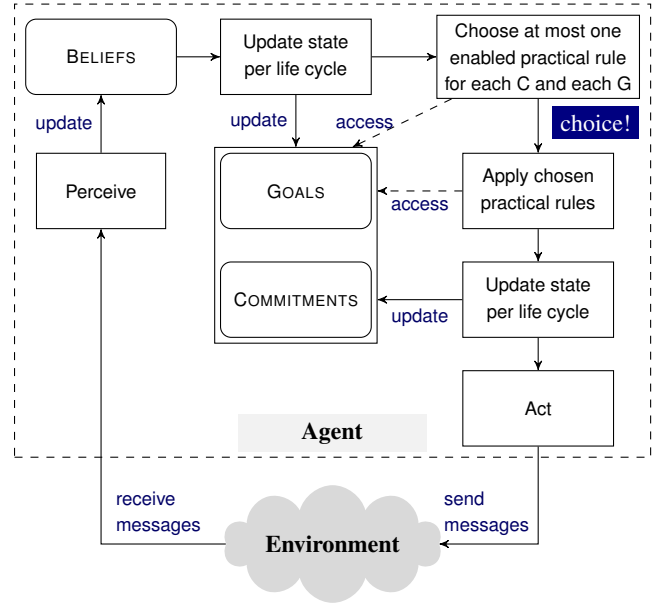 BELIEFS
Update state
per life cycle
Choose at most one
enabled practical rule
for each C and each G
update
update
access
choice!
Perceive
GOALS
access
Apply chosen
practical rules
COMMITMENTS
update
Update state
per life cycle
Act
Agent
receive
messages
send
messages
Environment